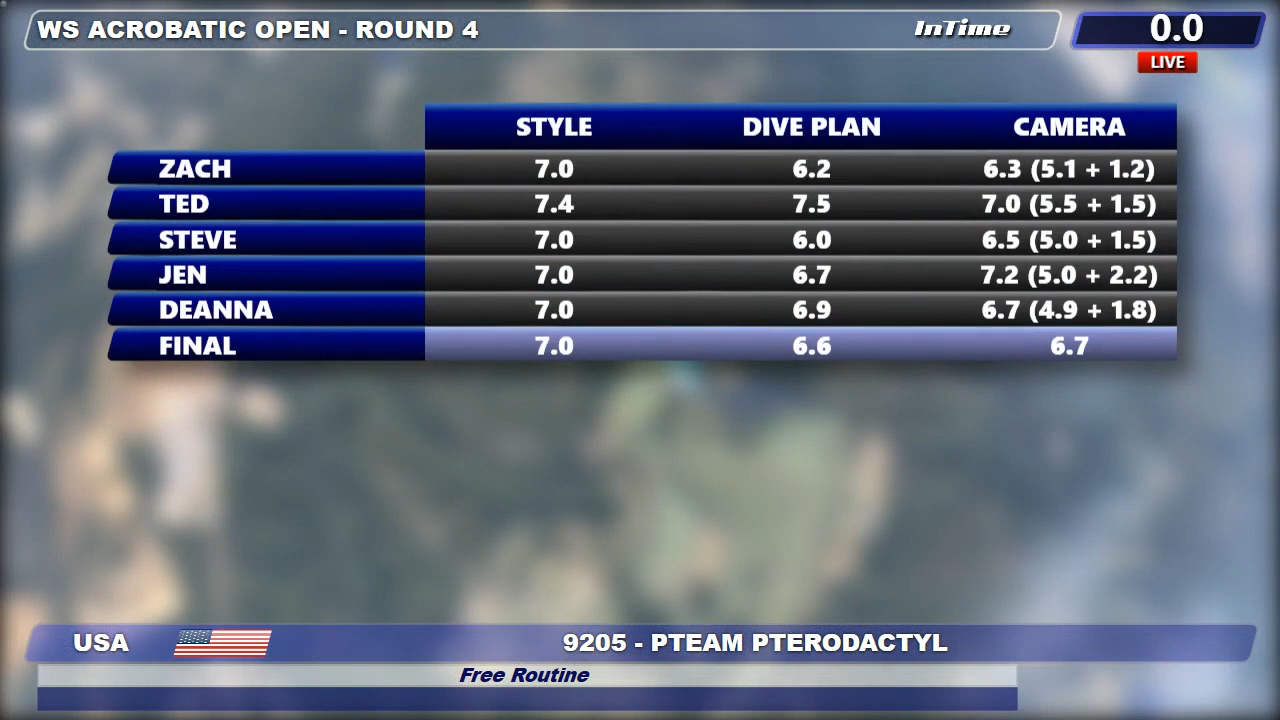 WS ACROBATIC OPEN - ROUND 4 InTime 0.0
LIVE
STYLE DIVE PLAN CAMERA
ZACH 7.0 6.2 6.3 (5.1 + 1.2)
TED 7.4 7.5 7.0 (5.5 + 1.5)
STEVE 7.0 6.0 6.5 (5.0 + 1.5)
JEN 7.0 6.7 7.2 (5.0 + 2.2)
DEANNA 7.0 6.9 6.7 (4.9 + 1.8)
FINAL 7.0 6.6 6.7
USA 9205 - PTEAM PTERODACTYL
Free Routine